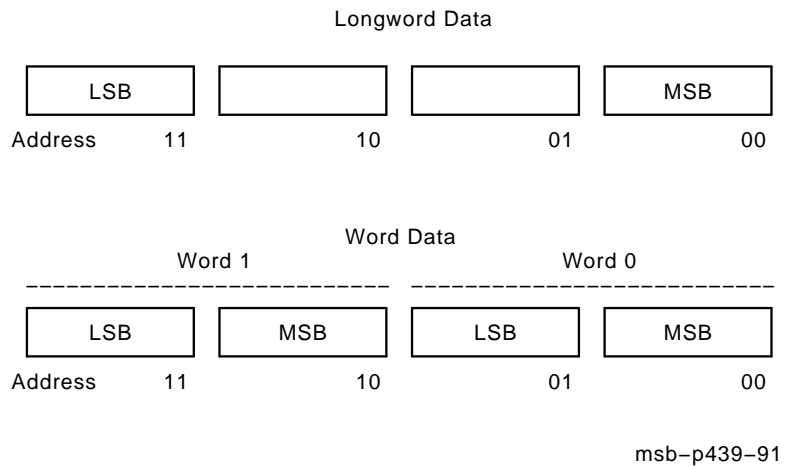 Longword Data
LSB MSB
Address 11 10 01 00
Word Data
Word 1 Word 0
LSB MSB LSB MSB
Address 11 10 01 00
msb−p439−91